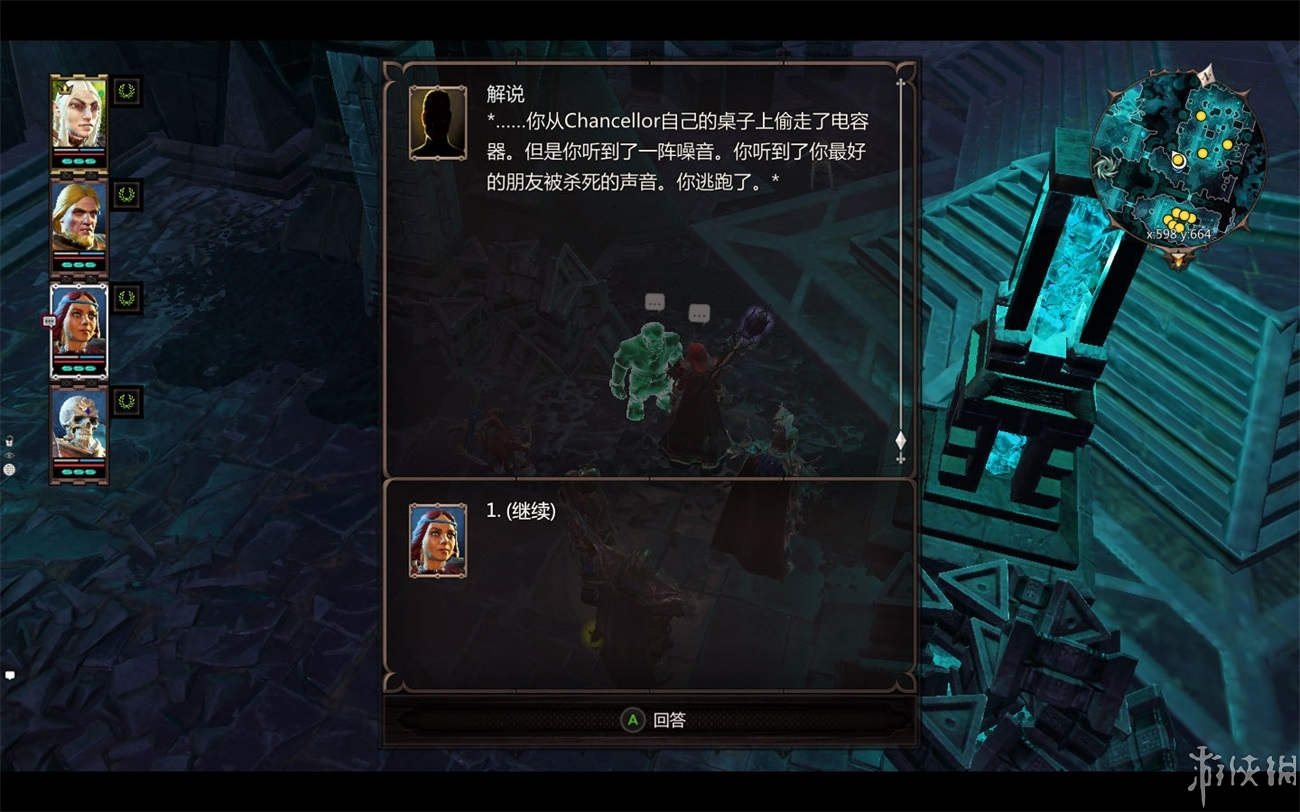 解说
*……你从Chancellor自己的桌子上偷走了电容
器。但是你听到了一阵噪音。你听到了你最好
的朋友被杀死的声音。你逃跑了。*
x:598 y:664
1. (继续)
A 回答
游侠网